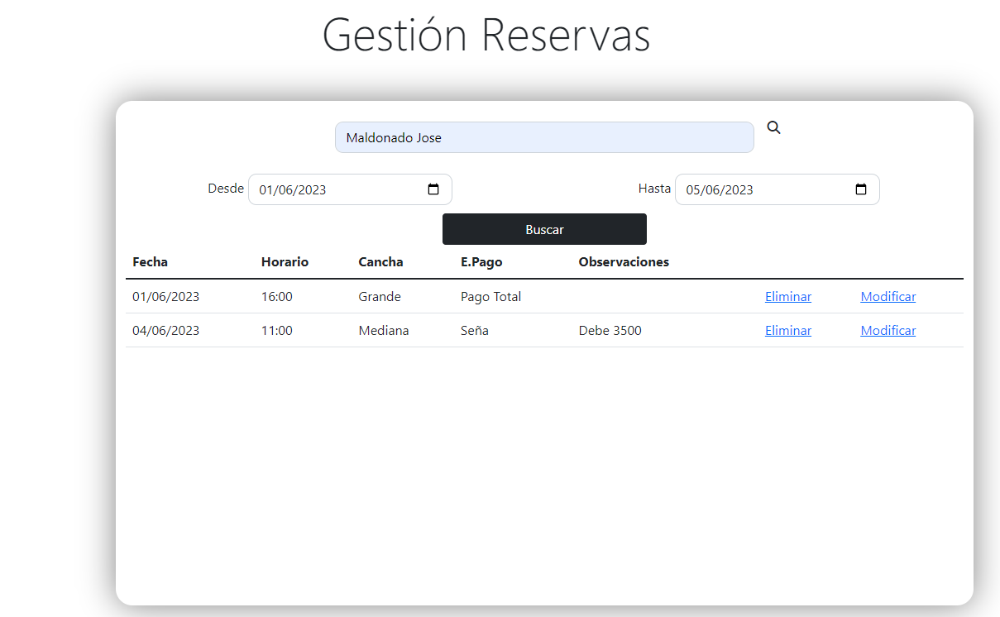 Gestión Reservas
Maldonado Jose
Desde 01/06/2023 Hasta 05/06/2023
Buscar
Fecha Horario Cancha E.Pago Observaciones
01/06/2023 16:00 Grande Pago Total Eliminar Modificar
04/06/2023 11:00 Mediana Seña Debe 3500 Eliminar Modificar